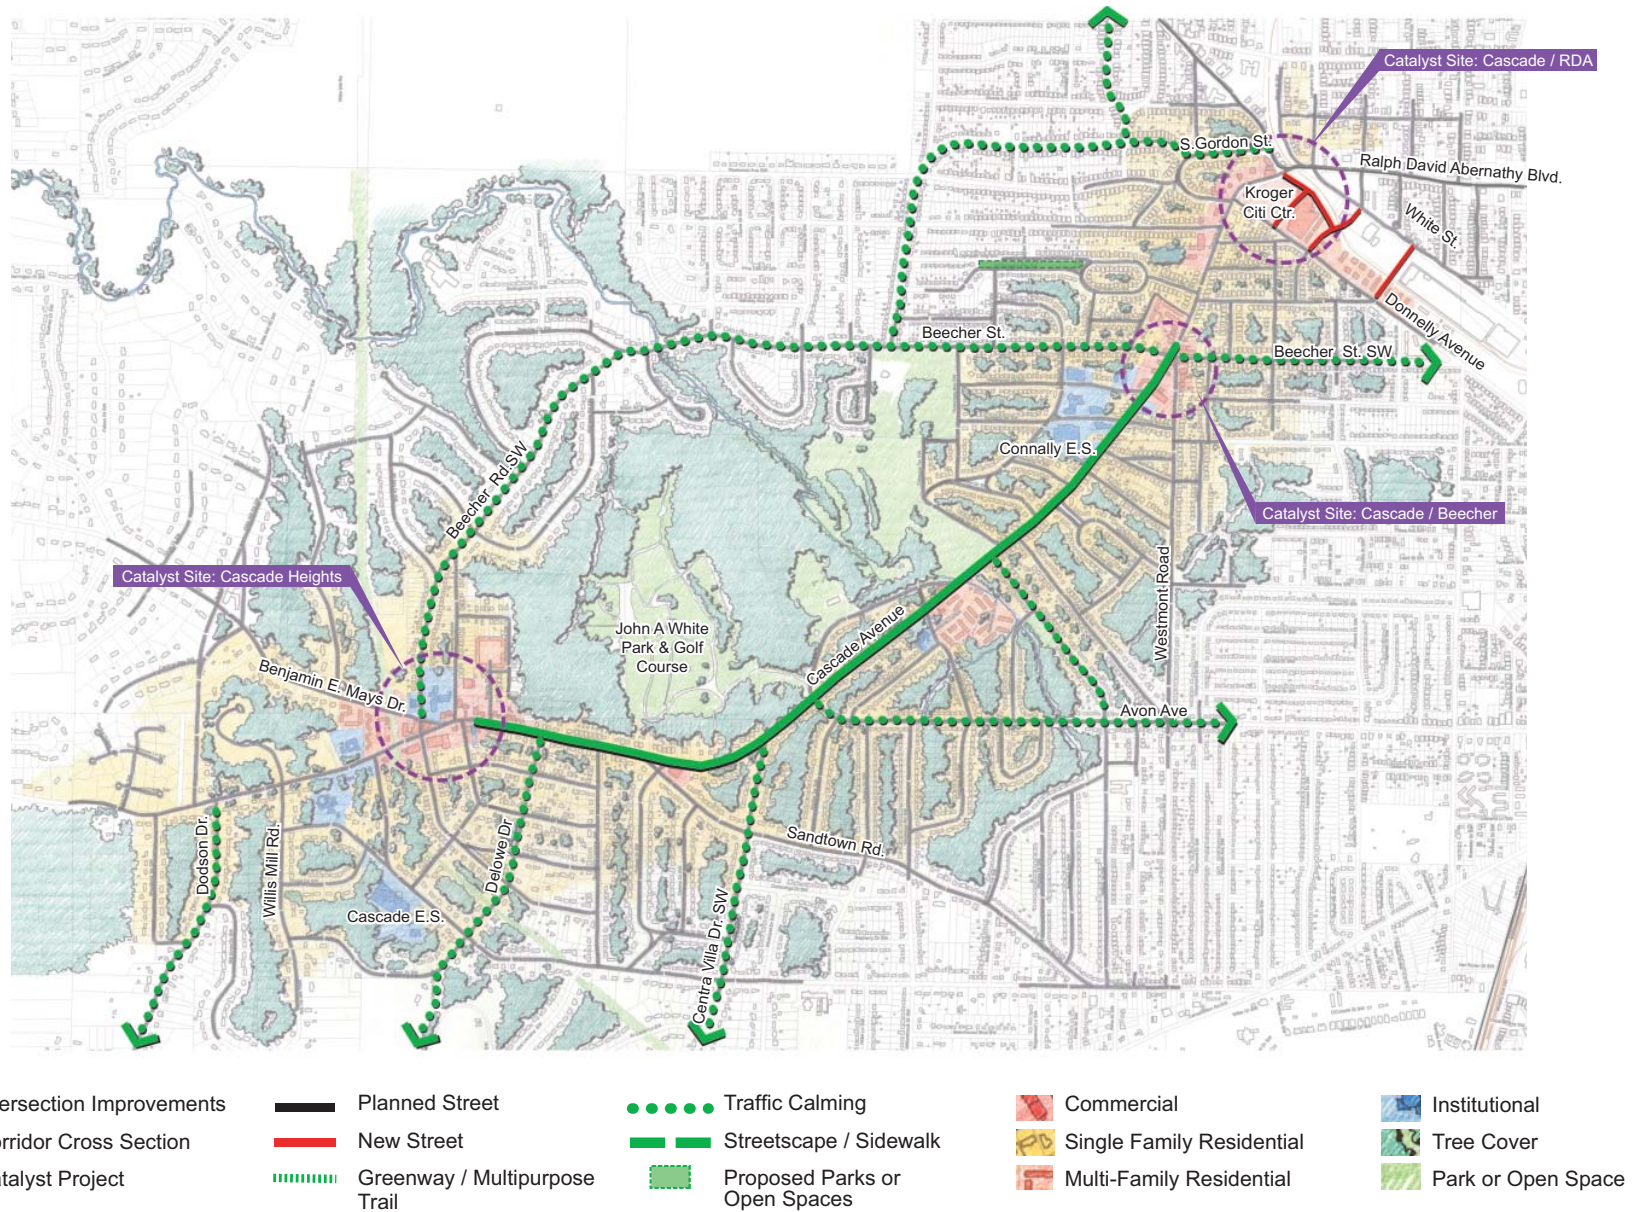 Catalyst Site: Cascade / RDA
S.Gordon St.
Ralph David Abernathy Blvd.
Kroger
Citi Ctr.
White St.
Donnelly Avenue
Beecher St.
Beecher St. SW
Connally E.S.
Beecher Rd.SW
Catalyst Site: Cascade / Beecher
Westmont Road
Catalyst Site: Cascade Heights
John A White
Park & Golf
Course
Cascade Avenue
Benjamin E. Mays Dr.
Avon Ave
Sandtown Rd.
Dodson Dr.
Willis Mill Rd.
Delowe Dr
Cascade E.S.
Centra Villa Dr. SW
ersection Improvements
Planned Street
Traffic Calming
Commercial
Institutional
orridor Cross Section
New Street
Streetscape / Sidewalk
Single Family Residential
Tree Cover
atalyst Project
Greenway / Multipurpose
Trail
Proposed Parks or
Open Spaces
Multi-Family Residential
Park or Open Space